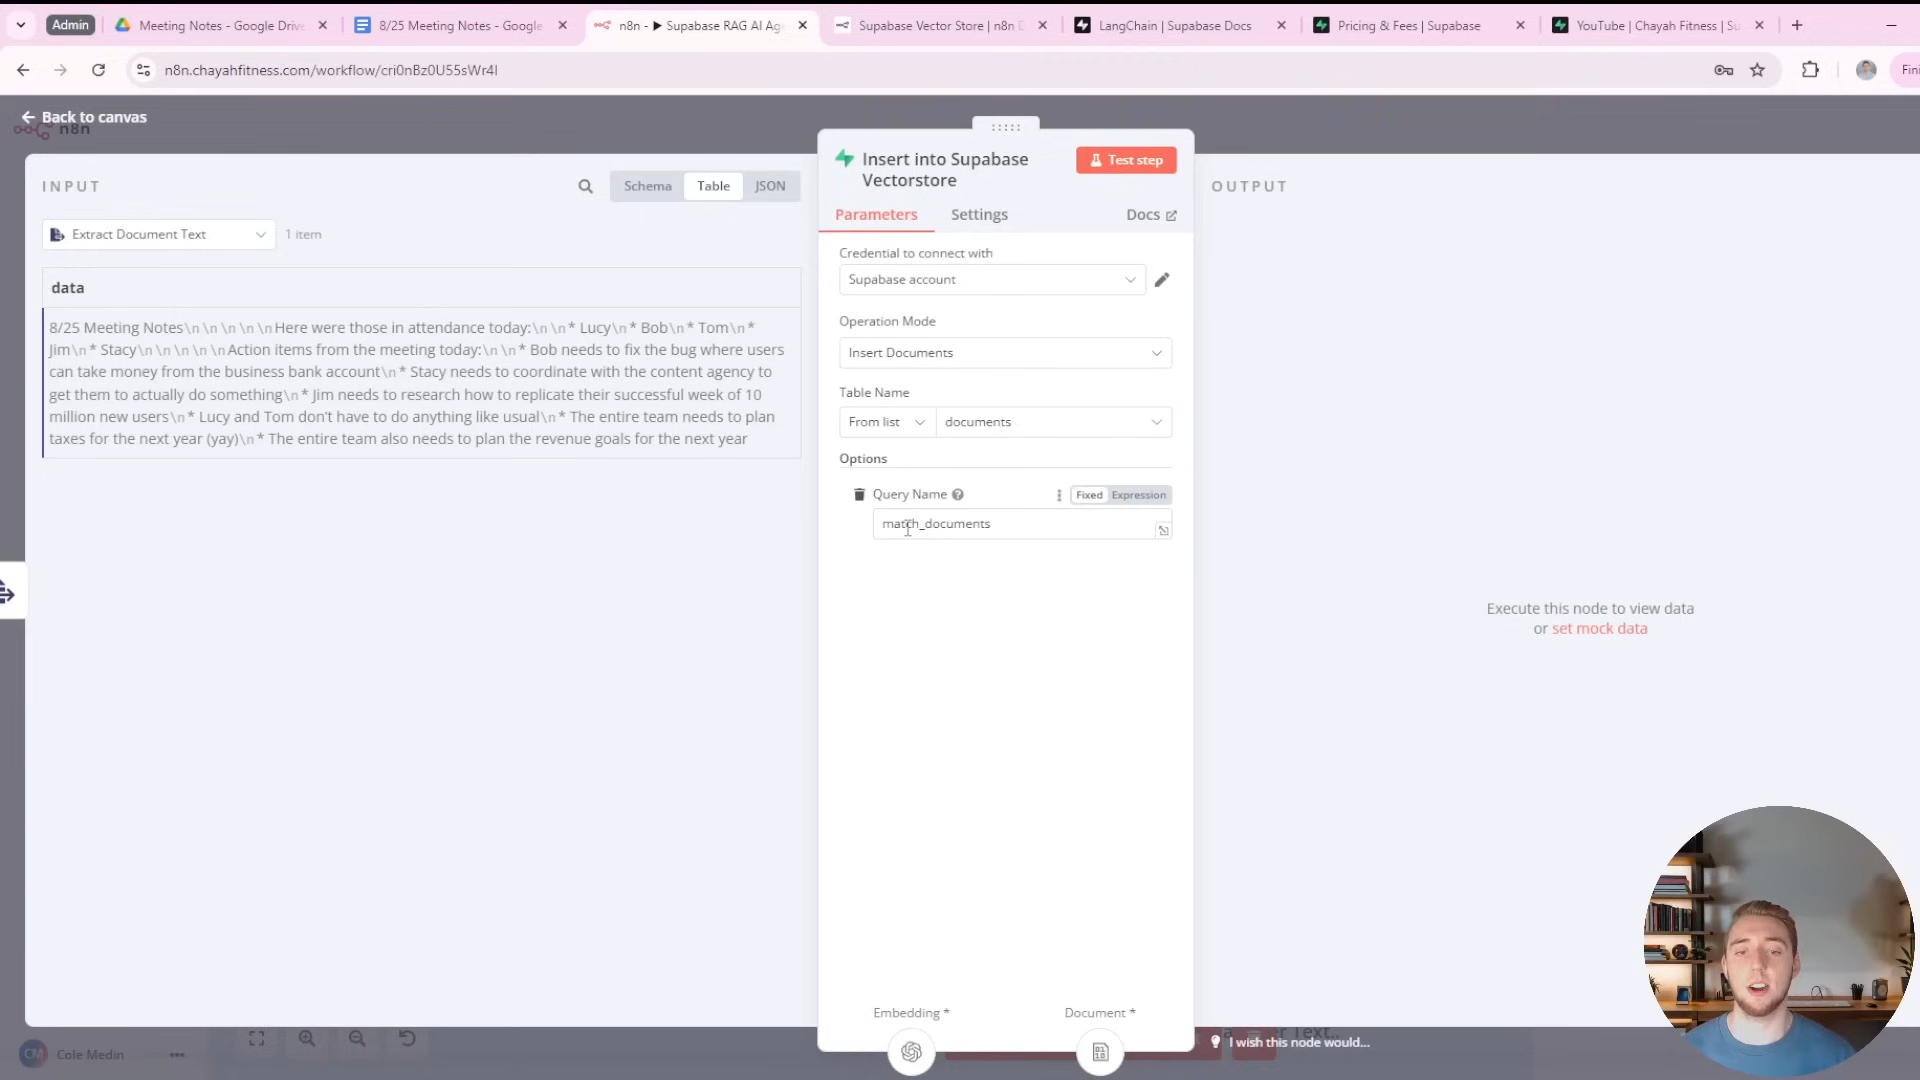 Admin
Meeting Notes - Google Drive
8/25 Meeting Notes - Google
n8n - ▶ Supabase RAG AI Ag
Supabase Vector Store | n8n D
LangChain | Supabase Docs
Pricing & Fees | Supabase
YouTube | Chayah Fitness | Su
n8n.chayahfitness.com/workflow/cri0nBz0U55sWr4l
Fini
Back to canvas
n8n
INPUT
Schema
Table
JSON
Extract Document Text
1 item
data
8/25 Meeting Notes\n\n\n\n\nHere were those in attendance today:\n\n* Lucy\n* Bob\n* Tom\n*
Jim\n* Stacy\n\n\n\n\nAction items from the meeting today:\n\n* Bob needs to fix the bug where users
can take money from the business bank account\n* Stacy needs to coordinate with the content agency to
get them to actually do something\n* Jim needs to research how to replicate their successful week of 10
million new users\n* Lucy and Tom don't have to do anything like usual\n* The entire team needs to plan
taxes for the next year (yay)\n* The entire team also needs to plan the revenue goals for the next year
Insert into Supabase
Vectorstore
Test step
Parameters
Settings
Docs
Credential to connect with
Supabase account
Operation Mode
Insert Documents
Table Name
From list
documents
Options
Query Name
Fixed
Expression
match_documents
Embedding *
Document *
OUTPUT
Execute this node to view data
or set mock data
I wish this node would...
CM
Cole Medin